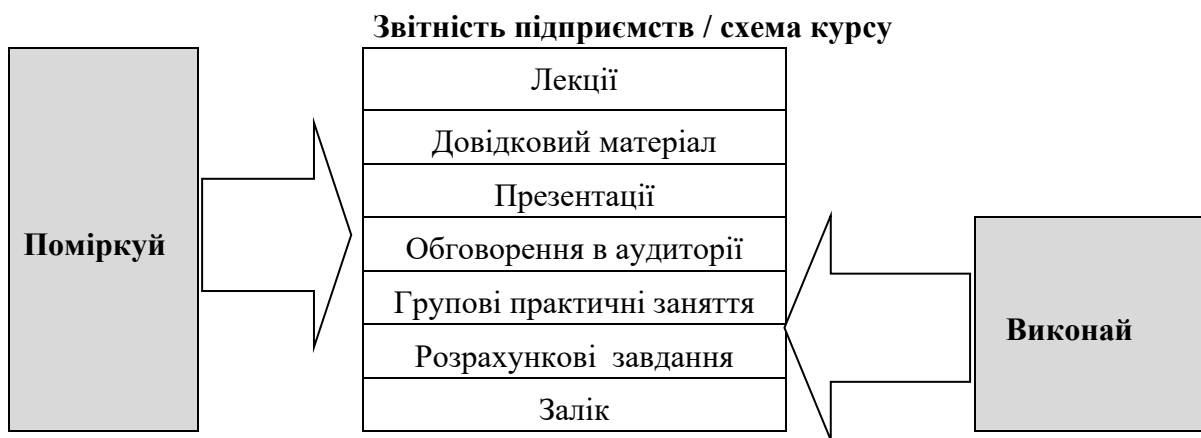 Звітність підприємств / схема курсу
Поміркуй
Лекції
Довідковий матеріал
Презентації
Обговорення в аудиторії
Групові практичні заняття
Розрахункові завдання
Залік
Виконай